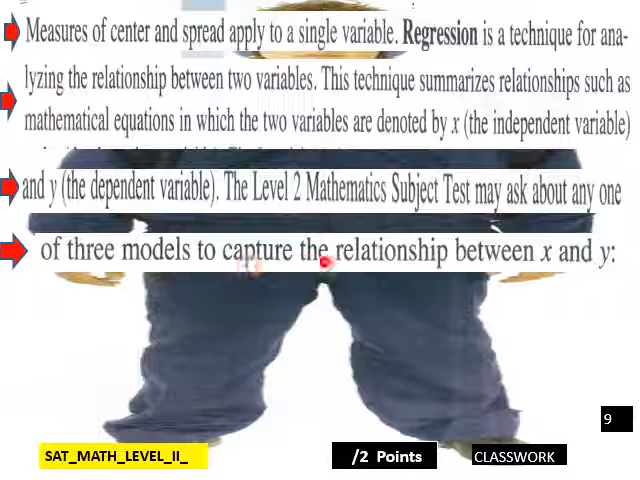 Measures of center and spread apply to a single variable. Regression is a technique for ana-
lyzing the relationship between two variables. This technique summarizes relationships such as
mathematical equations in which the two variables are denoted by x (the independent variable)
and y (the dependent variable). The Level 2 Mathematics Subject Test may ask about any one
of three models to capture the relationship between x and y:
9
SAT_MATH_LEVEL_II_
/2 Points
CLASSWORK